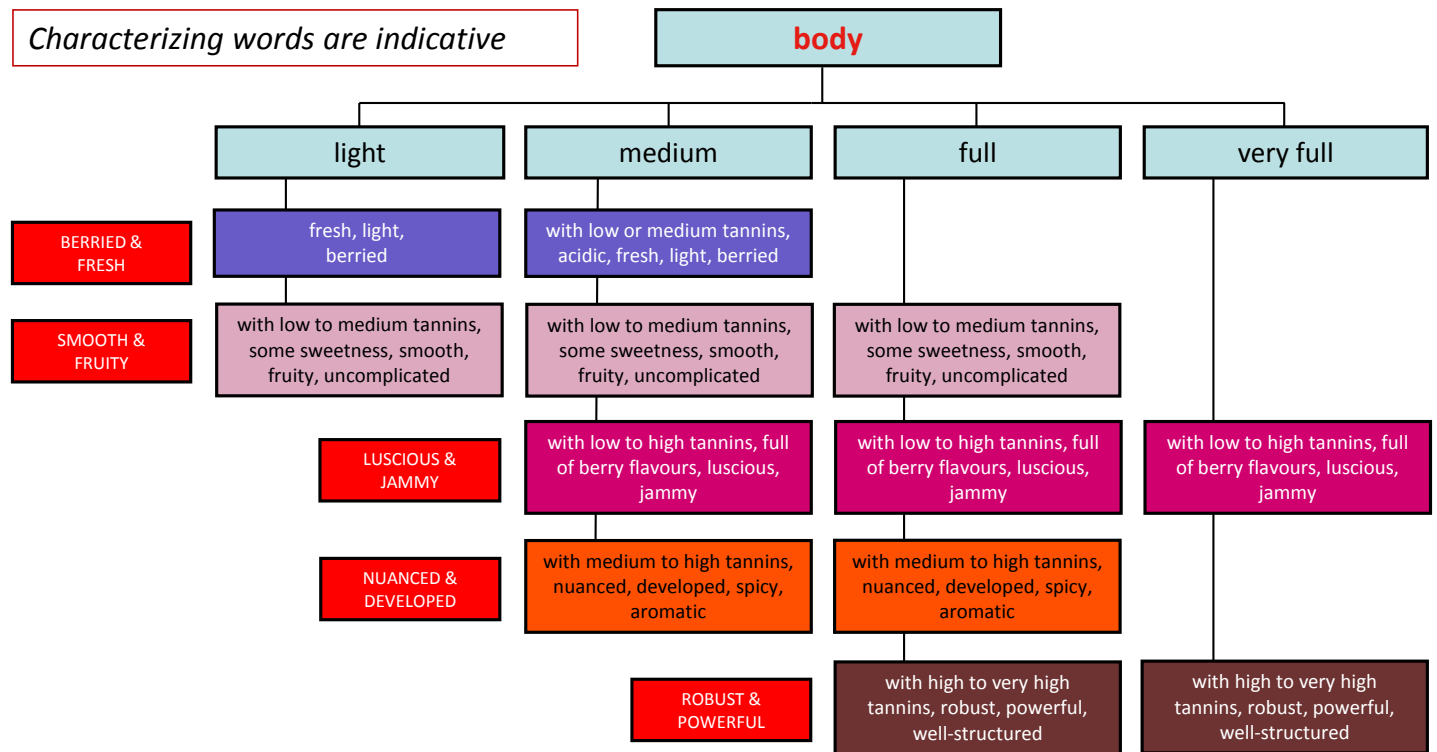 Characterizing words are indicative
body
light
medium
full
very full
BERRIED &
FRESH
fresh, light,
berried
with low or medium tannins,
acidic, fresh, light, berried
SMOOTH &
FRUITY
with low to medium tannins,
some sweetness, smooth,
fruity, uncomplicated
with low to medium tannins,
some sweetness, smooth,
fruity, uncomplicated
with low to medium tannins,
some sweetness, smooth,
fruity, uncomplicated
LUSCIOUS &
JAMMY
with low to high tannins, full
of berry flavours, luscious,
jammy
with low to high tannins, full
of berry flavours, luscious,
jammy
with low to high tannins, full
of berry flavours, luscious,
jammy
NUANCED &
DEVELOPED
with medium to high tannins,
nuanced, developed, spicy,
aromatic
with medium to high tannins,
nuanced, developed, spicy,
aromatic
ROBUST &
POWERFUL
with high to very high
tannins, robust, powerful,
well-structured
with high to very high
tannins, robust, powerful,
well-structured